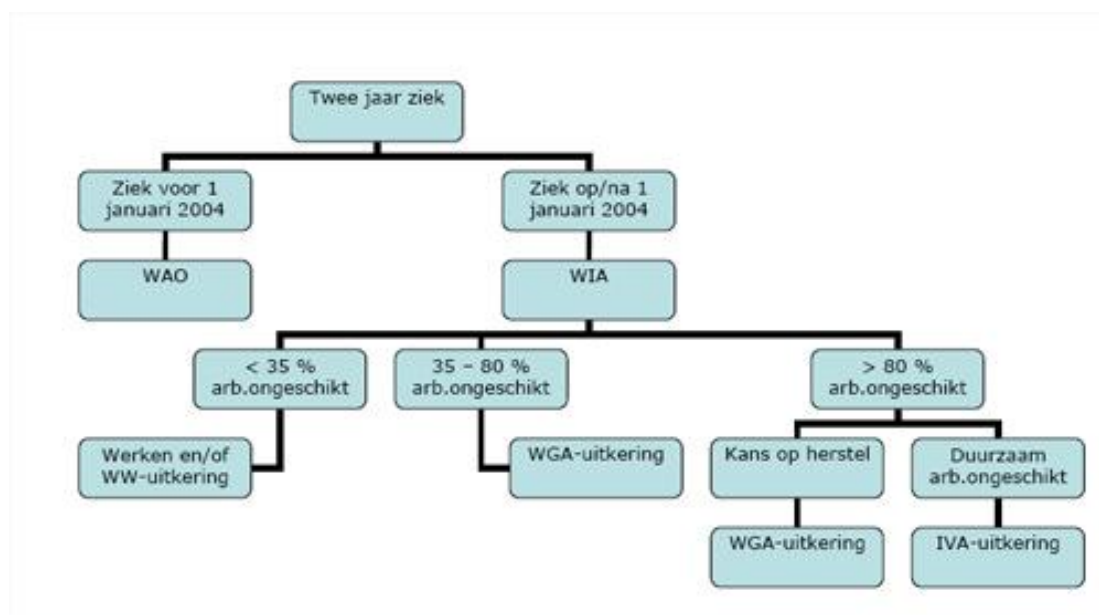 Twee jaar ziek
Ziek voor 1
januari 2004
Ziek op/na 1
januari 2004
WAO
WIA
< 35 %
arb.ongeschikt
35 – 80 %
arb.ongeschikt
> 80 %
arb.ongeschikt
Werken en/of
WW-uitkering
WGA-uitkering
Kans op herstel
Duurzaam
arb.ongeschikt
WGA-uitkering
IVA-uitkering